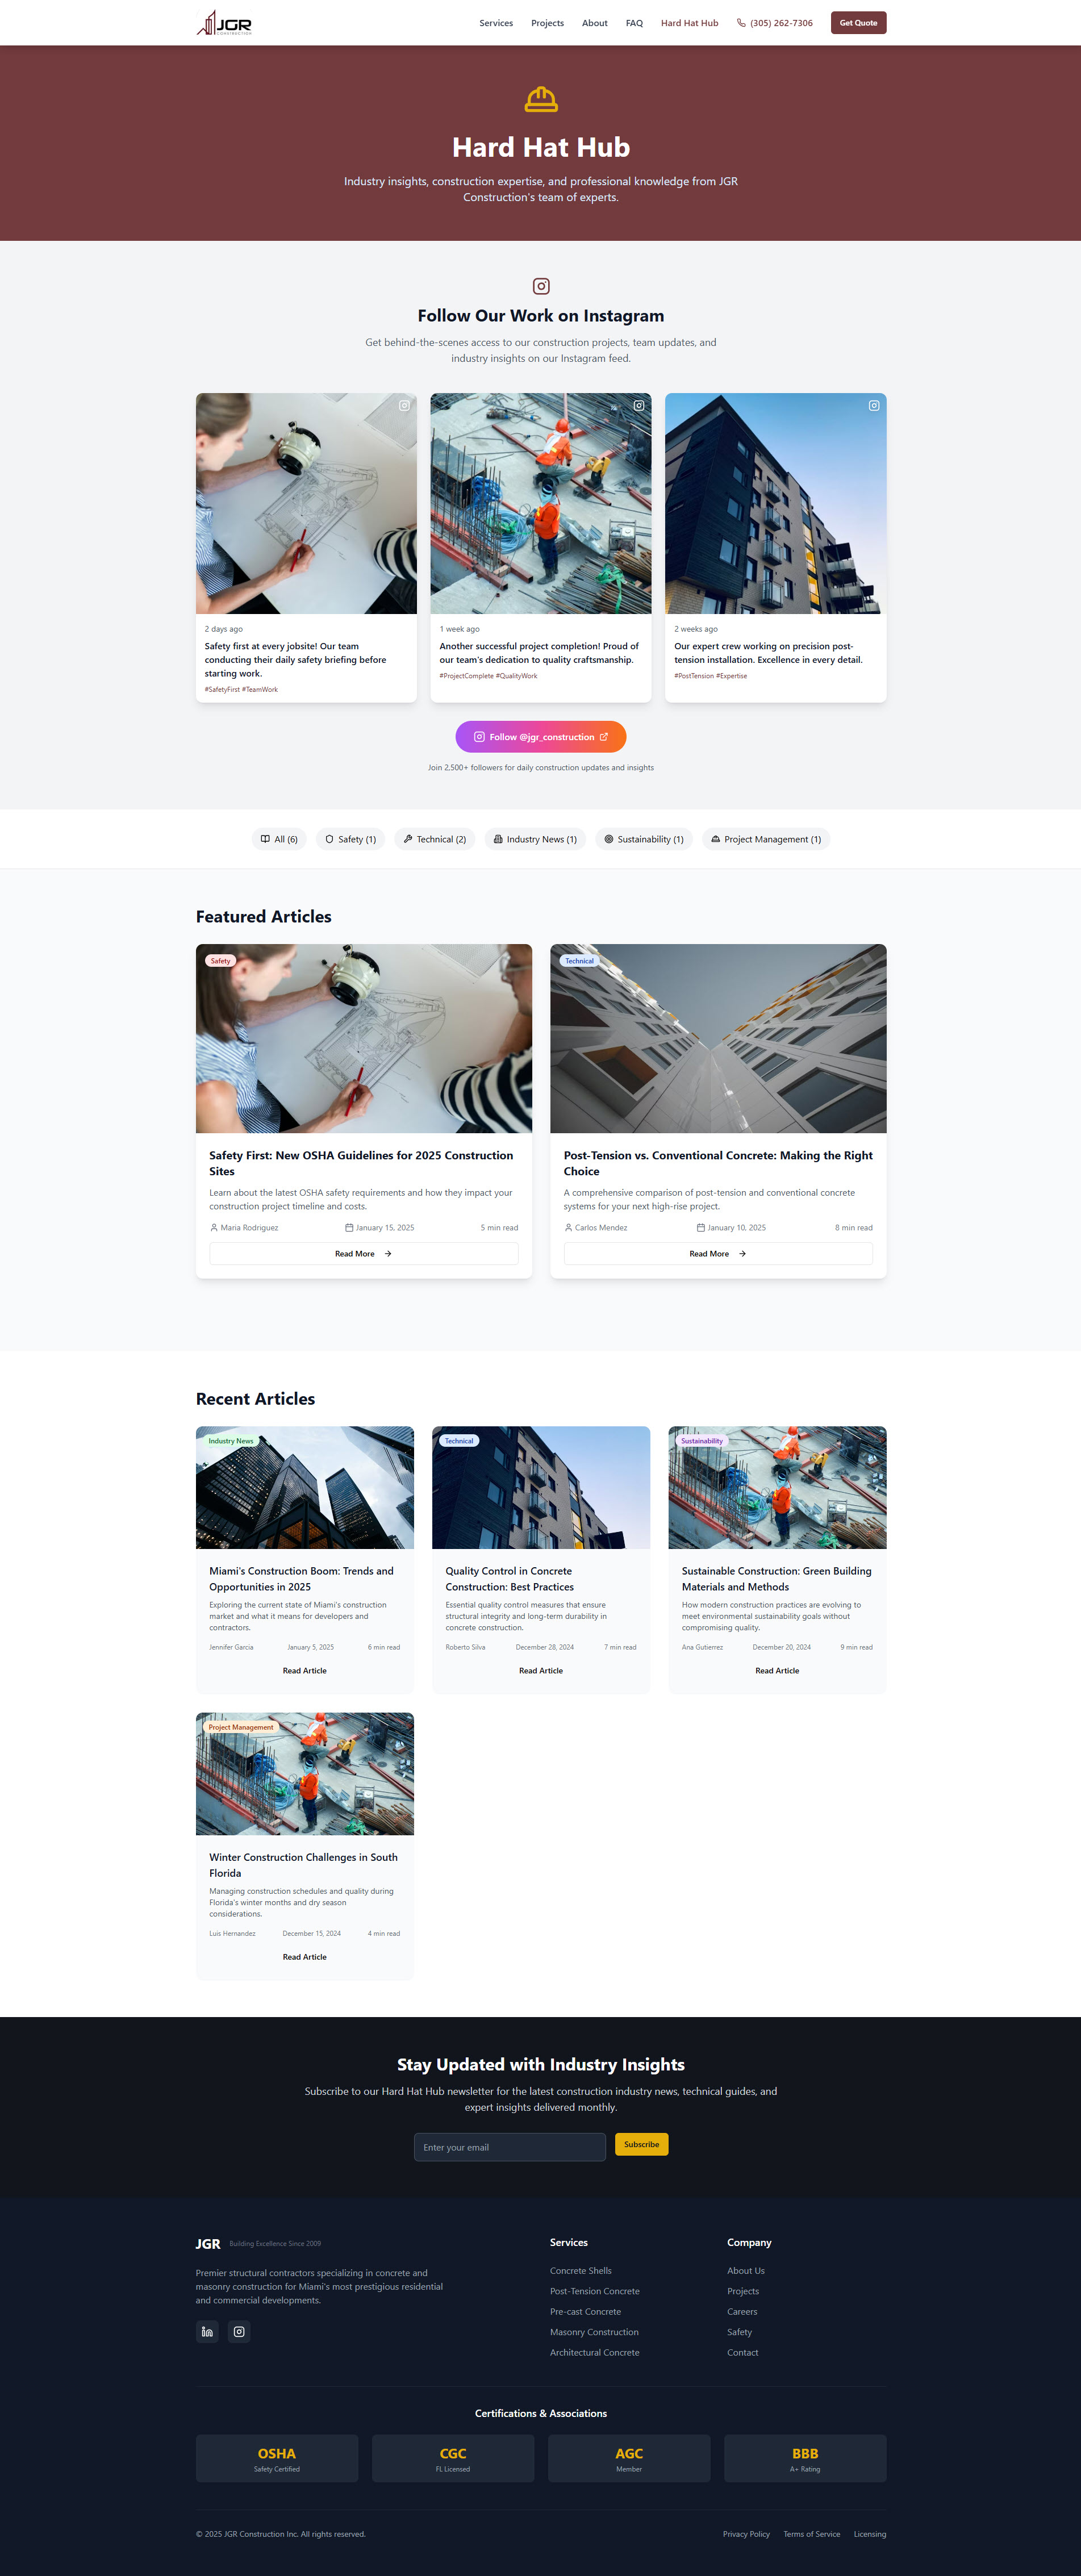 JGR
CONSTRUCTION
Services
Projects
About
FAQ
Hard Hat Hub
(305) 262-7306
Get Quote
Hard Hat Hub
Industry insights, construction expertise, and professional knowledge from JGR
Construction's team of experts.
Follow Our Work on Instagram
Get behind-the-scenes access to our construction projects, team updates, and
industry insights on our Instagram feed.
2 days ago
Safety first at every jobsite! Our team
conducting their daily safety briefing before
starting work.
#SafetyFirst #TeamWork
1 week ago
Another successful project completion! Proud of
our team's dedication to quality craftsmanship.
#ProjectComplete #QualityWork
2 weeks ago
Our expert crew working on precision post-
tension installation. Excellence in every detail.
#PostTension #Expertise
Follow @jgr_construction
Join 2,500+ followers for daily construction updates and insights
All (6)
Safety (1)
Technical (2)
Industry News (1)
Sustainability (1)
Project Management (1)
Featured Articles
Safety
Safety First: New OSHA Guidelines for 2025 Construction
Sites
Learn about the latest OSHA safety requirements and how they impact your
construction project timeline and costs.
Maria Rodriguez
January 15, 2025
5 min read
Read More
Technical
Post-Tension vs. Conventional Concrete: Making the Right
Choice
A comprehensive comparison of post-tension and conventional concrete
systems for your next high-rise project.
Carlos Mendez
January 10, 2025
8 min read
Read More
Recent Articles
Industry News
Miami's Construction Boom: Trends and
Opportunities in 2025
Exploring the current state of Miami's construction
market and what it means for developers and
contractors.
Jennifer Garcia
January 5, 2025
6 min read
Read Article
Technical
Quality Control in Concrete
Construction: Best Practices
Essential quality control measures that ensure
structural integrity and long-term durability in
concrete construction.
Roberto Silva
December 28, 2024
7 min read
Read Article
Sustainability
Sustainable Construction: Green Building
Materials and Methods
How modern construction practices are evolving to
meet environmental sustainability goals without
compromising quality.
Ana Gutierrez
December 20, 2024
9 min read
Read Article
Project Management
Winter Construction Challenges in South
Florida
Managing construction schedules and quality during
Florida's winter months and dry season
considerations.
Luis Hernandez
December 15, 2024
4 min read
Read Article
Stay Updated with Industry Insights
Subscribe to our Hard Hat Hub newsletter for the latest construction industry news, technical guides, and
expert insights delivered monthly.
Enter your email
Subscribe
JGR
Building Excellence Since 2009
Premier structural contractors specializing in concrete and
masonry construction for Miami's most prestigious residential
and commercial developments.
Services
Concrete Shells
Post-Tension Concrete
Pre-cast Concrete
Masonry Construction
Architectural Concrete
Company
About Us
Projects
Careers
Safety
Contact
Certifications & Associations
OSHA
Safety Certified
CGC
FL Licensed
AGC
Member
BBB
A+ Rating
© 2025 JGR Construction Inc. All rights reserved.
Privacy Policy
Terms of Service
Licensing